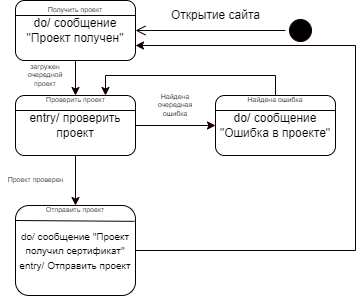 Получить проект
do/ сообщение
"Проект получен"
Открытие сайта
загружен
очередной
проект
Проверить проект
entry/ проверить
проект
Найдена
очередная
ошибка
Найдена ошибка
do/ сообщение
"Ошибка в проекте"
Проект проверен
Отправить проект
do/ сообщение "Проект
получил сертификат"
entry/ Отправить проект